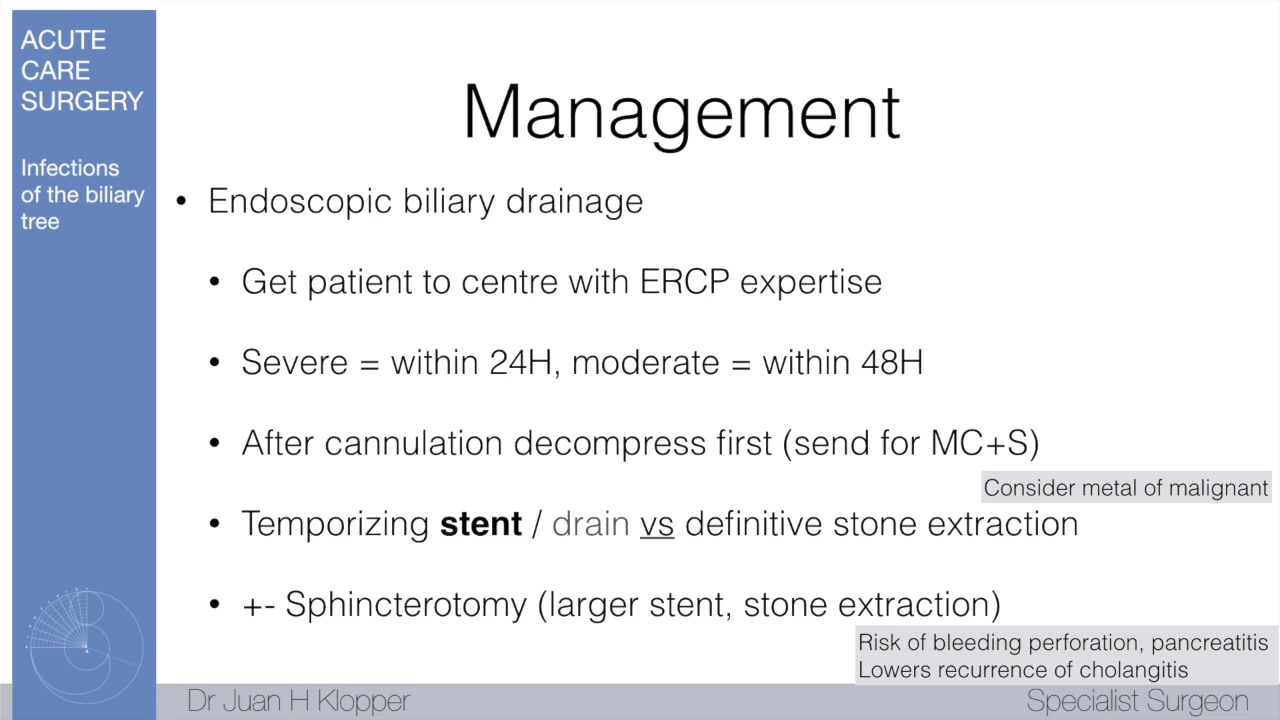 ACUTE
CARE
SURGERY
Infections
of the biliary
tree
Management
• Endoscopic biliary drainage
• Get patient to centre with ERCP expertise
• Severe = within 24H, moderate = within 48H
• After cannulation decompress first (send for MC+S)
Consider metal of malignant
• Temporizing stent / drain vs definitive stone extraction
• +- Sphincterotomy (larger stent, stone extraction)
Risk of bleeding perforation, pancreatitis
Lowers recurrence of cholangitis
Dr Juan H Klopper
Specialist Surgeon